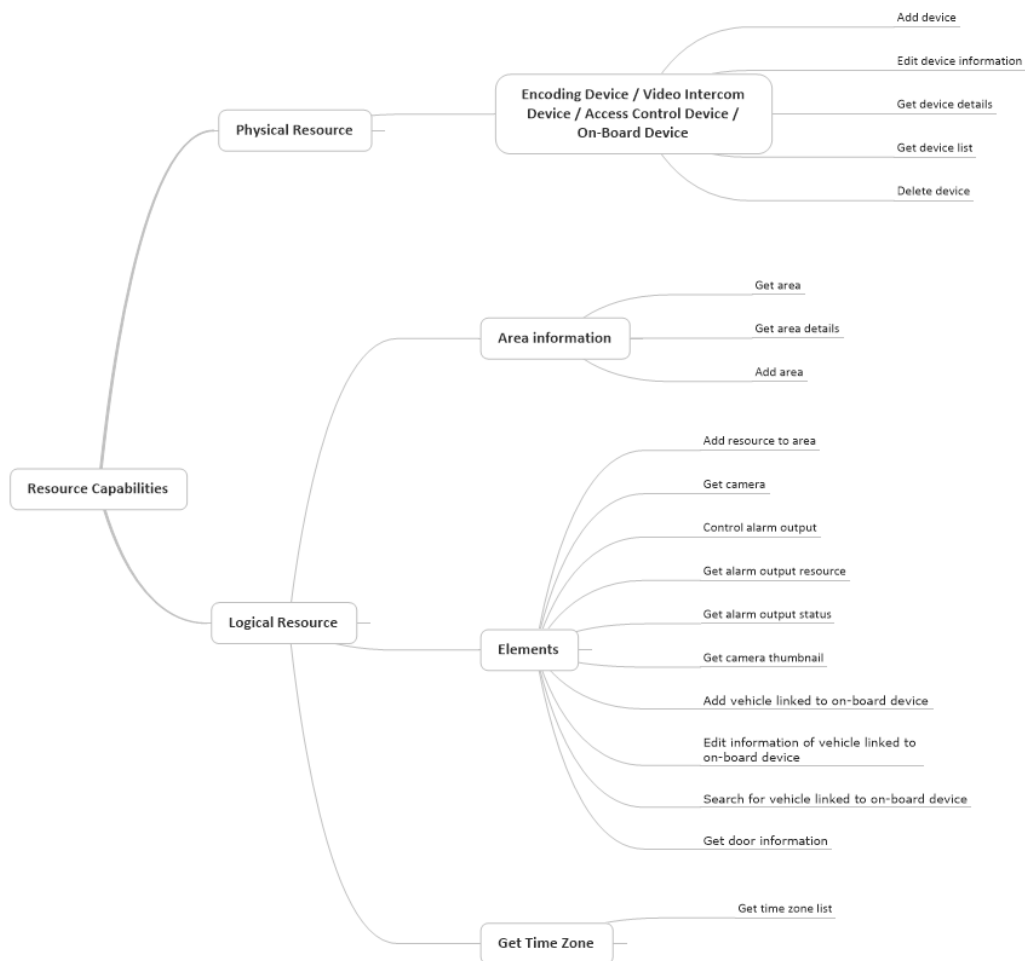 Add device
Edit device information
Encoding Device / Video Intercom
Device / Access Control Device /
On-Board Device
Get device details
Physical Resource
Get device list
Delete device
Get area
Area information
Get area details
Add area
Add resource to area
Resource Capabilities
Get camera
Control alarm output
Get alarm output resource
Logical Resource
Get alarm output status
Elements
Get camera thumbnail
Add vehicle linked to on-board device
Edit information of vehicle linked to
on-board device
Search for vehicle linked to on-board device
Get door information
Get time zone list
Get Time Zone